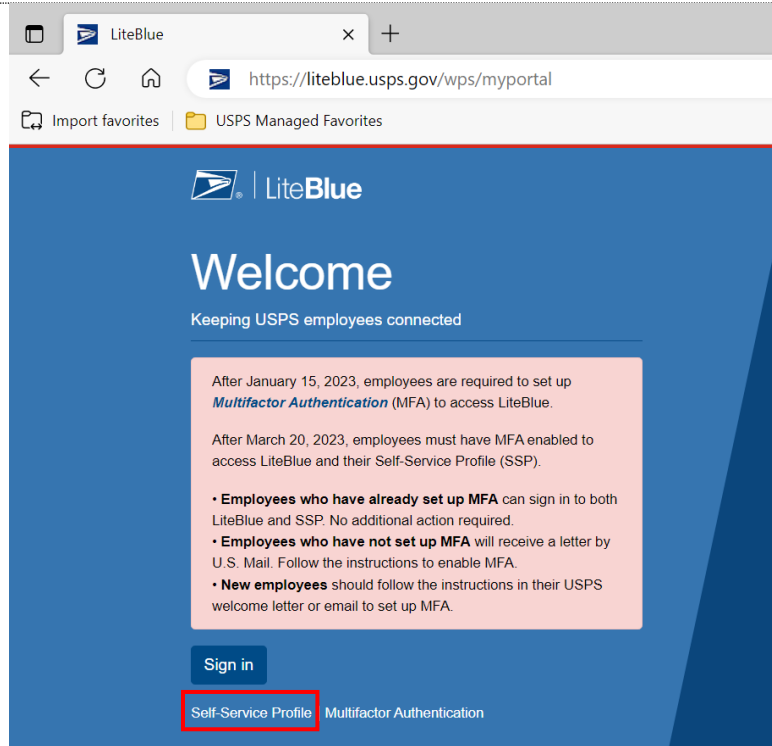 LiteBlue
https://liteblue.usps.gov/wps/myportal
Import favorites
USPS Managed Favorites
LiteBlue
Welcome
Keeping USPS employees connected
After January 15, 2023, employees are required to set up
Multifactor Authentication (MFA) to access LiteBlue.
After March 20, 2023, employees must have MFA enabled to
access LiteBlue and their Self-Service Profile (SSP).
• Employees who have already set up MFA can sign in to both
LiteBlue and SSP. No additional action required.
• Employees who have not set up MFA will receive a letter by
U.S. Mail. Follow the instructions to enable MFA.
• New employees should follow the instructions in their USPS
welcome letter or email to set up MFA.
Sign in
Self-Service Profile Multifactor Authentication